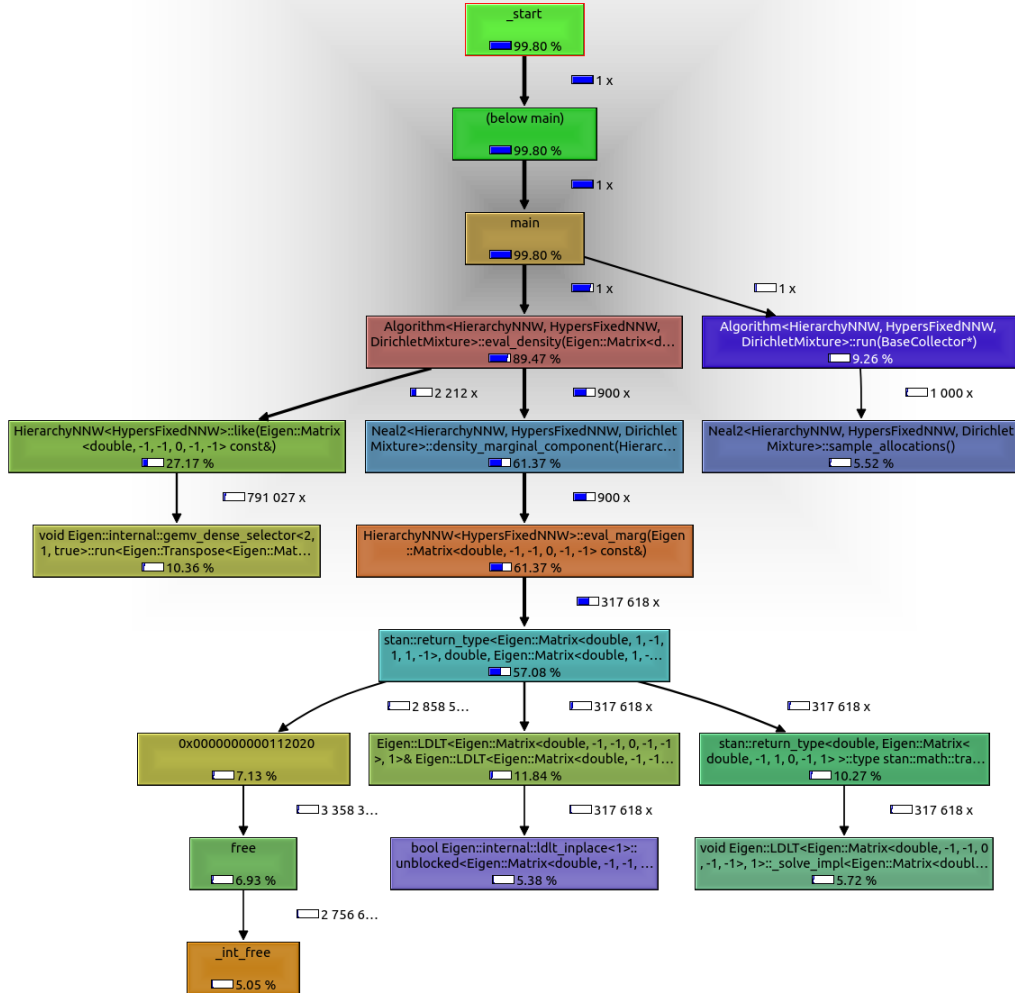 _start
99.80 %
1 x
(below main)
99.80 %
1 x
main
99.80 %
1 x
1 x
Algorithm<HierarchyNNW, HypersFixedNNW,
DirichletMixture>::eval_density(Eigen::Matrix<d...
89.47 %
Algorithm<HierarchyNNW, HypersFixedNNW,
DirichletMixture>::run(BaseCollector*)
9.26 %
2 212 x
900 x
1 000 x
HierarchyNNW<HypersFixedNNW>::like(Eigen::Matrix
<double, -1, -1, 0, -1, -1> const&)
27.17 %
Neal2<HierarchyNNW, HypersFixedNNW, Dirichlet
Mixture>::density_marginal_component(Hierarc...
61.37 %
Neal2<HierarchyNNW, HypersFixedNNW, Dirichlet
Mixture>::sample_allocations()
5.52 %
791 027 x
900 x
void Eigen::internal::gemv_dense_selector<2,
1, true>::run<Eigen::Transpose<Eigen::Mat...
10.36 %
HierarchyNNW<HypersFixedNNW>::eval_marg(Eigen
::Matrix<double, -1, -1, 0, -1, -1> const&)
61.37 %
317 618 x
stan::return_type<Eigen::Matrix<double, 1, -1,
1, 1, -1>, double, Eigen::Matrix<double, 1, -...
57.08 %
2 858 5...
317 618 x
317 618 x
0x0000000000112020
7.13 %
Eigen::LDLT<Eigen::Matrix<double, -1, -1, 0, -1, -1
>, 1>& Eigen::LDLT<Eigen::Matrix<double, -1, -1...
11.84 %
stan::return_type<double, Eigen::Matrix<
double, -1, 1, 0, -1, 1> >::type stan::math::tra...
10.27 %
3 358 3...
317 618 x
317 618 x
free
6.93 %
bool Eigen::internal::ldlt_inplace<1>::
unblocked<Eigen::Matrix<double, -1, -1, ...
5.38 %
void Eigen::LDLT<Eigen::Matrix<double, -1, -1, 0
, -1, -1>, 1>::_solve_impl<Eigen::Matrix<doubl...
5.72 %
2 756 6...
_int_free
5.05 %